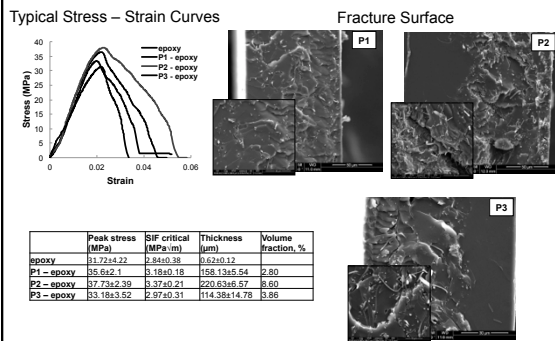 Typical Stress – Strain Curves
Fracture Surface
40
35
30
25
20
15
10
5
0
Stress (MPa)
0
0.02
0.04
0.06
Strain
epoxy
P1 - epoxy
P2 - epoxy
P3 - epoxy
P1
P2
P3
Peak stress (MPa) SIF critical (MPa√m) Thickness (µm) Volume fraction, %
epoxy 31.72±4.22 2.84±0.38 0.62±0.12
P1 – epoxy 35.6±2.1 3.18±0.18 158.13±5.54 2.80
P2 – epoxy 37.73±2.39 3.37±0.21 220.63±6.57 8.60
P3 – epoxy 33.18±3.52 2.97±0.31 114.38±14.78 3.86